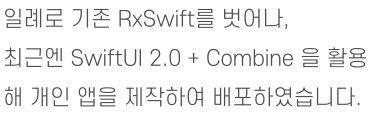 일례로 기존 RxSwift를 벗어나,
최근엔 SwiftUI 2.0 + Combine 을 활용
해 개인 앱을 제작하여 배포하였습니다.